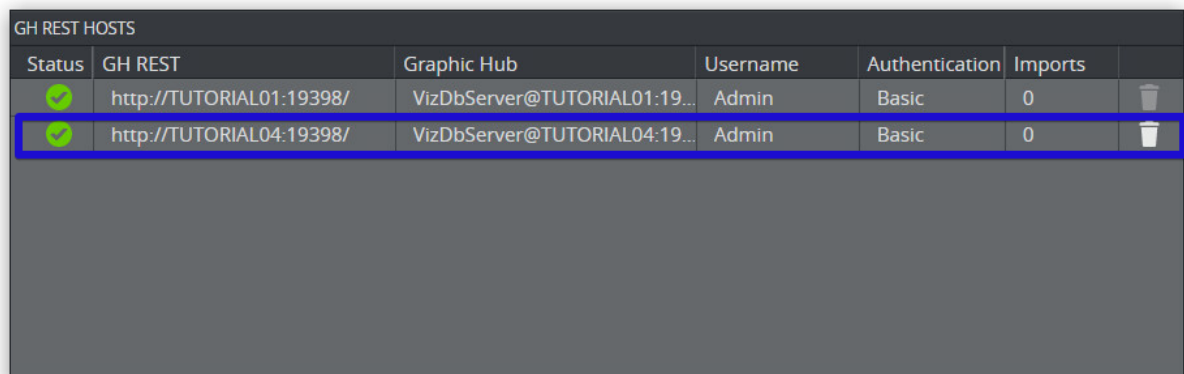 GH REST HOSTS
Status GH REST Graphic Hub Username Authentication Imports
http://TUTORIAL01:19398/ VizDbServer@TUTORIAL01:19... Admin Basic 0
http://TUTORIAL04:19398/ VizDbServer@TUTORIAL04:19... Admin Basic 0